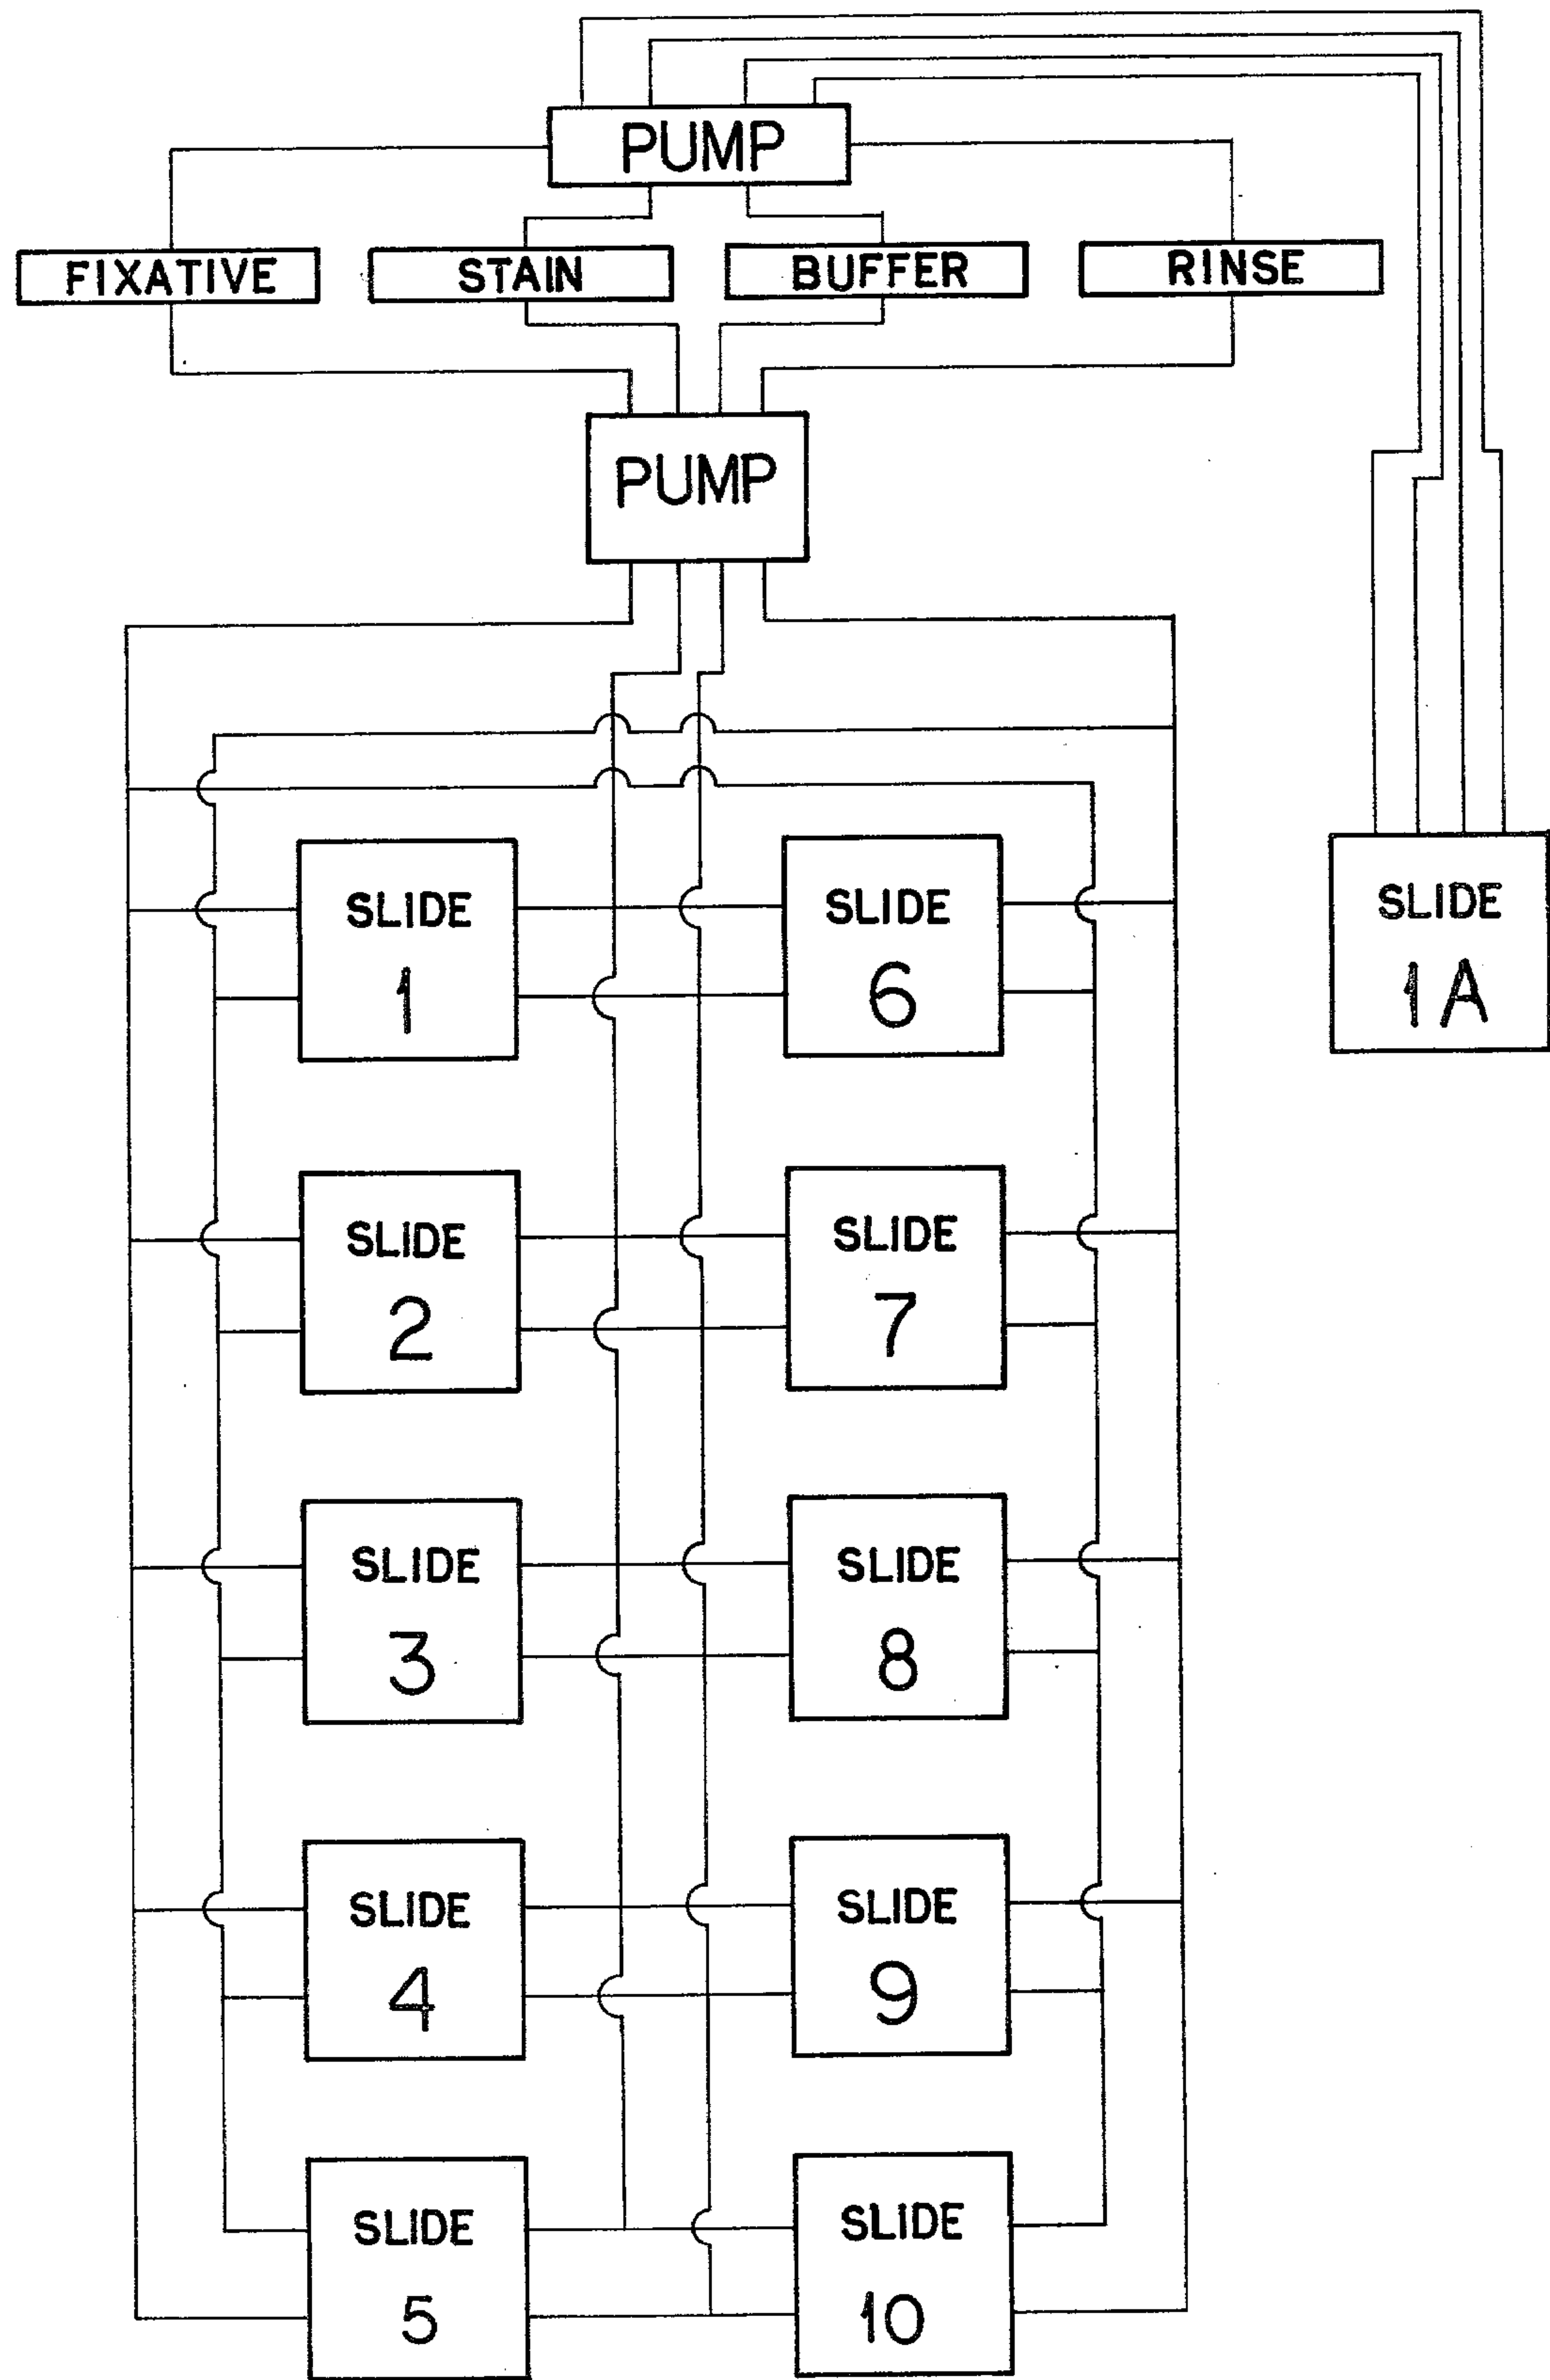 PUMP
FIXATIVE
STAIN
BUFFER
RINSE
PUMP
SLIDE
1
SLIDE
6
SLIDE
1A
SLIDE
2
SLIDE
7
SLIDE
3
SLIDE
8
SLIDE
4
SLIDE
9
SLIDE
5
SLIDE
10